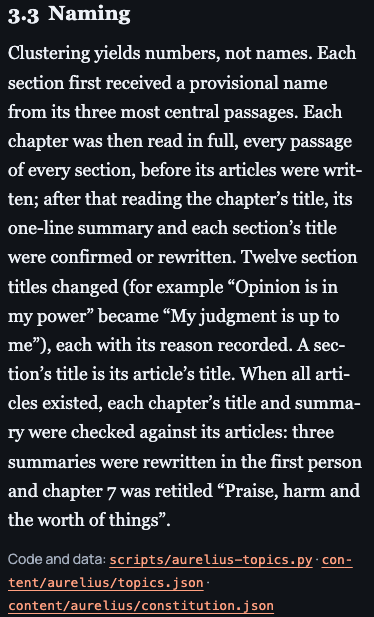 3.3 Naming
Clustering yields numbers, not names. Each
section first received a provisional name
from its three most central passages. Each
chapter was then read in full, every passage
of every section, before its articles were writ-
ten; after that reading the chapter’s title, its
one-line summary and each section’s title
were confirmed or rewritten. Twelve section
titles changed (for example “Opinion is in
my power” became “My judgment is up to
me”), each with its reason recorded. A sec-
tion’s title is its article’s title. When all arti-
cles existed, each chapter’s title and summa-
ry were checked against its articles: three
summaries were rewritten in the first person
and chapter 7 was retitled “Praise, harm and
the worth of things”.
Code and data: scripts/aurelius-topics.py · con-
tent/aurelius/topics.json ·
content/aurelius/constitution.json